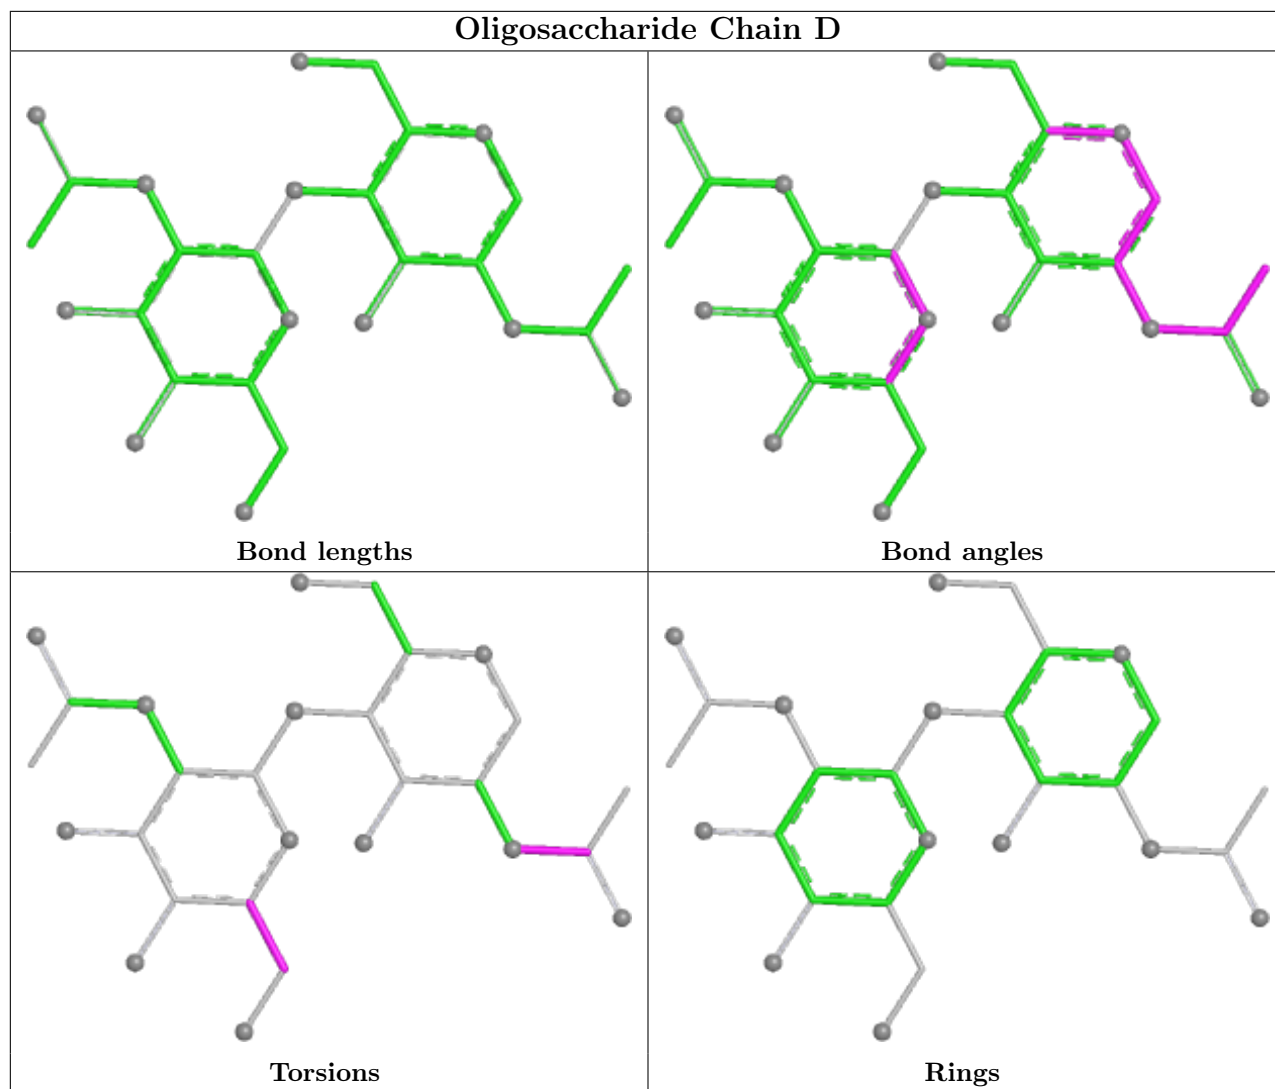 Oligosaccharide Chain D
Bond lengths
Bond angles
Torsions
Rings